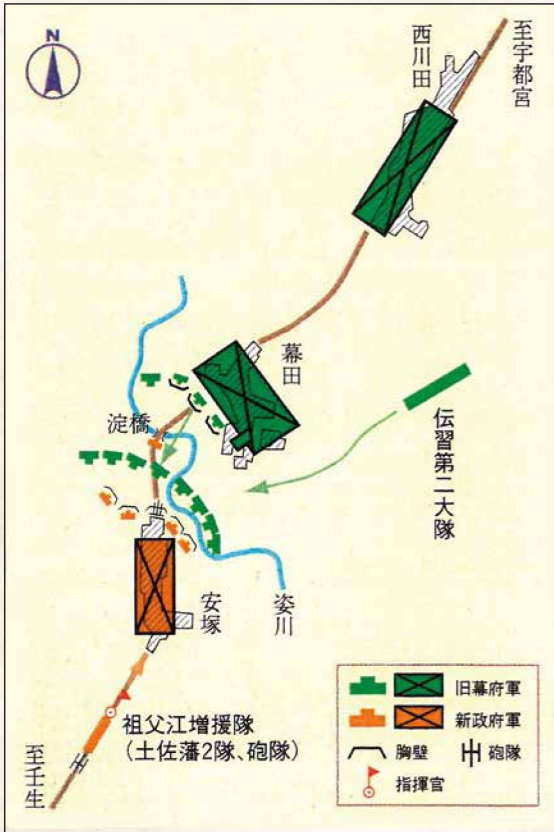 N
至宇都宮
西川田
幕田
淀橋
伝習第二大隊
安塚
姿川
祖父江増援隊
(土佐藩2隊、砲隊)
至壬生
旧幕府軍
新政府軍
胸壁
砲隊
指揮官